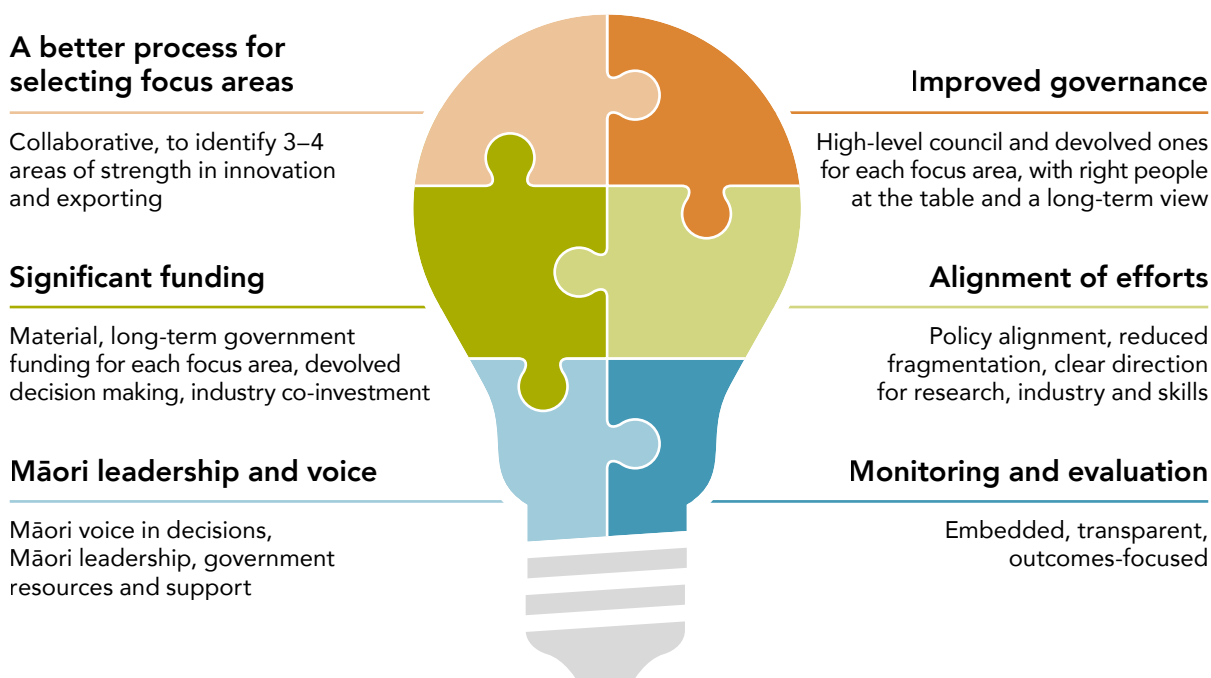 A better process for
selecting focus areas
Collaborative, to identify 3–4
areas of strength in innovation
and exporting
Improved governance
High-level council and devolved ones
for each focus area, with right people
at the table and a long-term view
Significant funding
Material, long-term government
funding for each focus area, devolved
decision making, industry co-investment
Alignment of efforts
Policy alignment, reduced
fragmentation, clear direction
for research, industry and skills
Māori leadership and voice
Māori voice in decisions,
Māori leadership, government
resources and support
Monitoring and evaluation
Embedded, transparent,
outcomes-focused